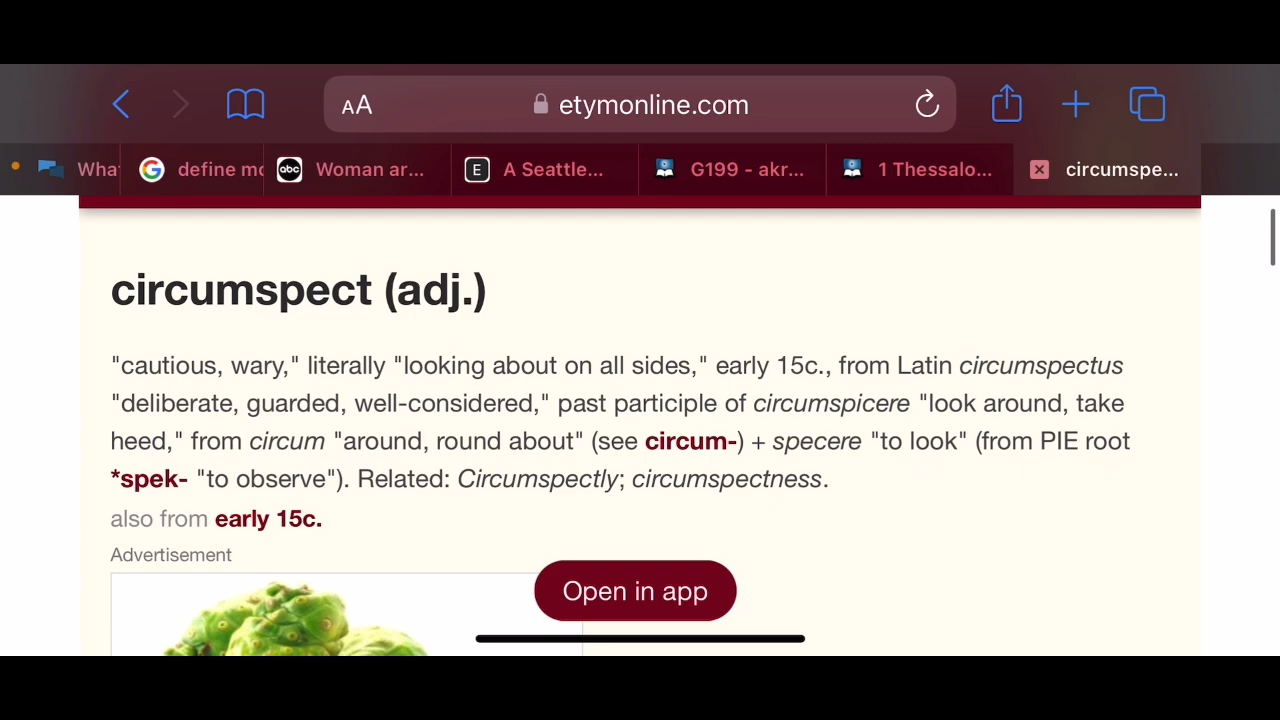 AA etymonline.com
What define mo abc Woman ar... E A Seattle... G199 - akr... 1 Thessalo... circumspe...
circumspect (adj.)
"cautious, wary," literally "looking about on all sides," early 15c., from Latin circumspectus
"deliberate, guarded, well-considered," past participle of circumspicere "look around, take
heed," from circum "around, round about" (see circum-) + specere "to look" (from PIE root
*spek- "to observe"). Related: Circumspectly; circumspectness.
also from early 15c.
Advertisement
Open in app